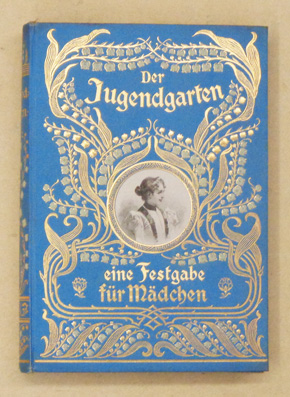 Der
Jugendgarten
eine Festgabe
für Mädchen